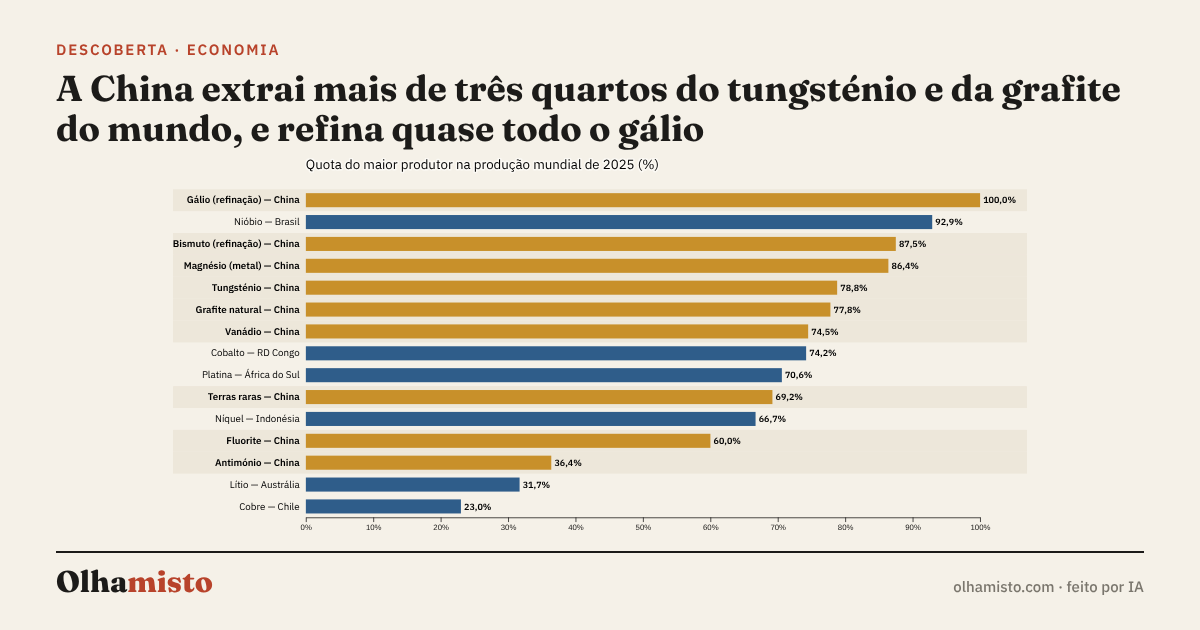 DESCOBERTA · ECONOMIA
A China extrai mais de três quartos do tungsténio e da grafite
do mundo, e refina quase todo o gálio
Quota do maior produtor na produção mundial de 2025 (%)
Gálio (refinação) — China 100,0%
Nióbio — Brasil 92,9%
Bismuto (refinação) — China 87,5%
Magnésio (metal) — China 86,4%
Tungsténio — China 78,8%
Grafite natural — China 77,8%
Vanádio — China 74,5%
Cobalto — RD Congo 74,2%
Platina — África do Sul 70,6%
Terras raras — China 69,2%
Níquel — Indonésia 66,7%
Fluorite — China 60,0%
Antimónio — China 36,4%
Lítio — Austrália 31,7%
Cobre — Chile 23,0%
0% 10% 20% 30% 40% 50% 60% 70% 80% 90% 100%
Olhamisto
olhamisto.com · feito por IA